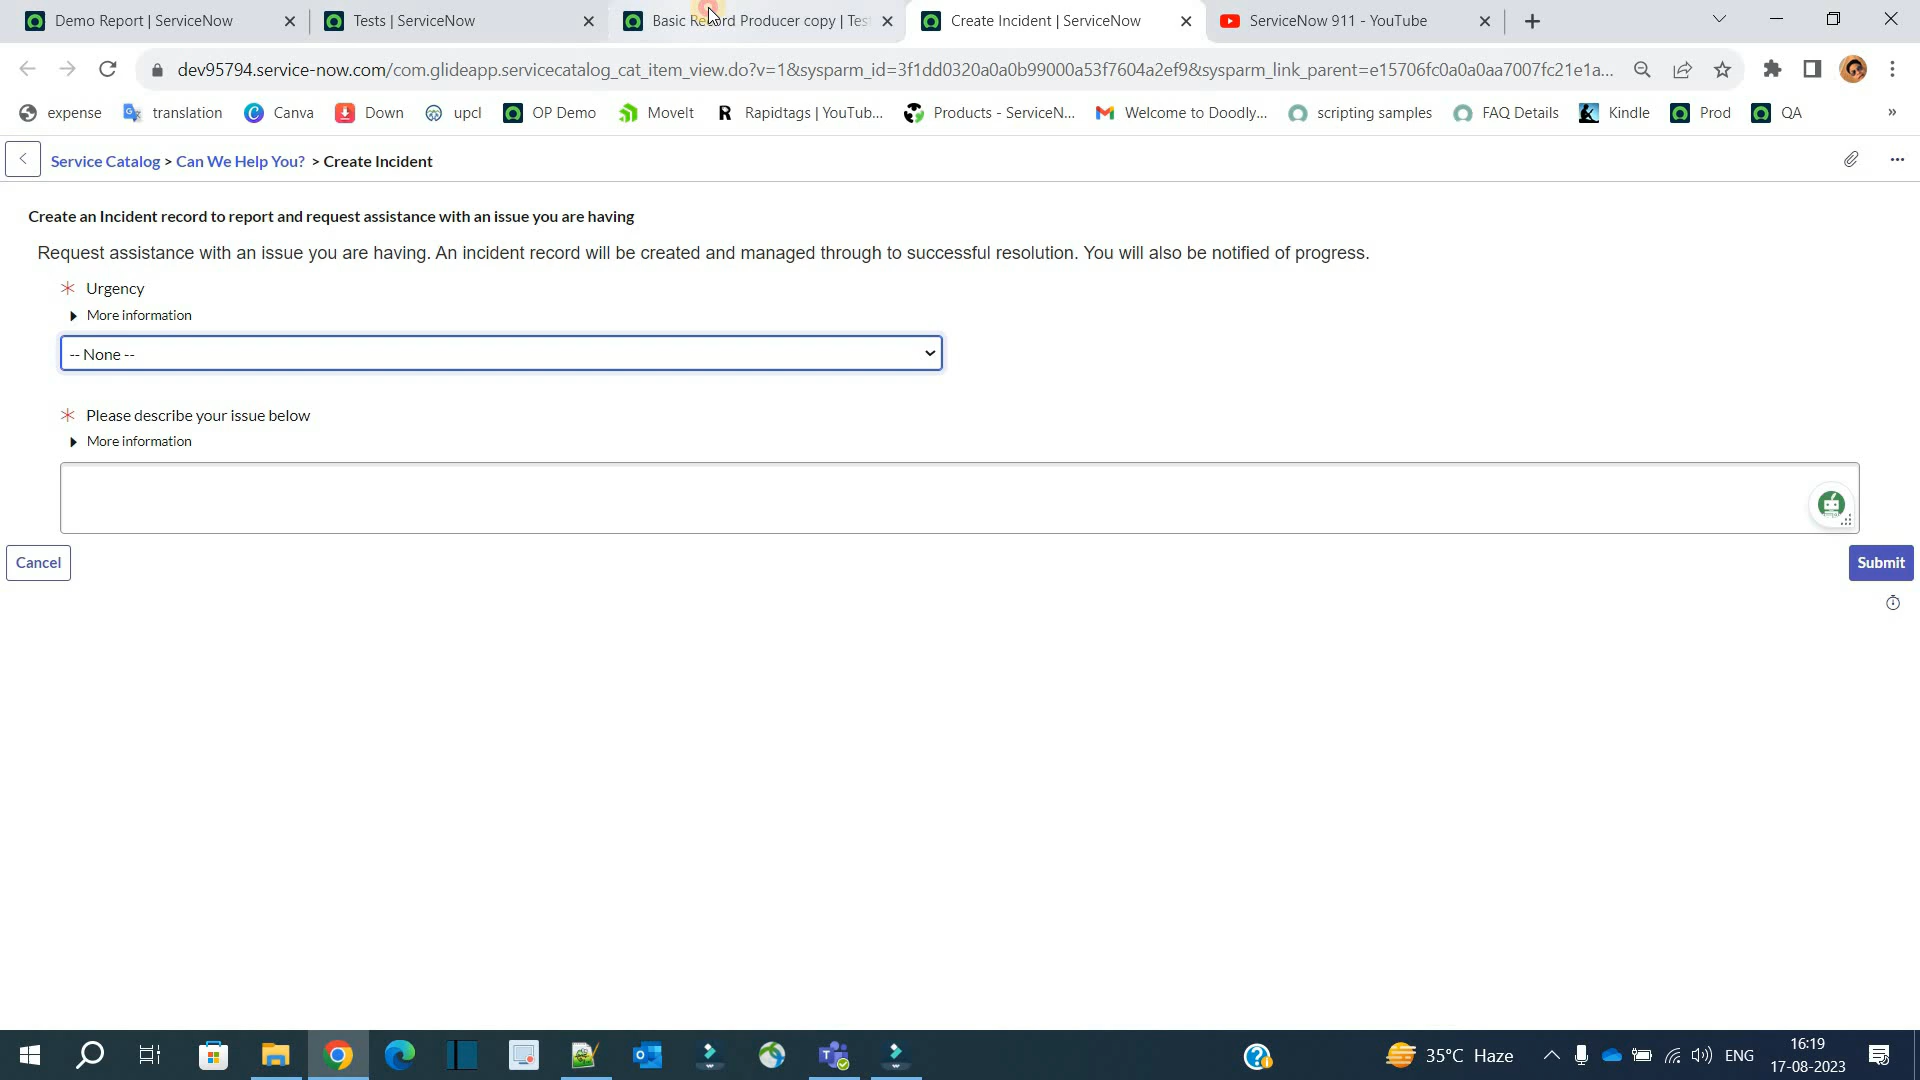 Demo Report | ServiceNow
Tests | ServiceNow
Basic Record Producer copy | Tes
Create Incident | ServiceNow
ServiceNow 911 - YouTube
dev95794.service-now.com/com.glideapp.servicecatalog_cat_item_view.do?v=1&sysparm_id=3f1dd0320a0a0b99000a53f7604a2ef9&sysparm_link_parent=e15706fc0a0a0aa7007fc21e1a...
expense
translation
Canva
Down
upcl
OP Demo
MoveIt
Rapidtags | YouTub...
Products - ServiceN...
Welcome to Doodly...
scripting samples
FAQ Details
Kindle
Prod
QA
»
Service Catalog > Can We Help You? > Create Incident
Create an Incident record to report and request assistance with an issue you are having
Request assistance with an issue you are having. An incident record will be created and managed through to successful resolution. You will also be notified of progress.
Urgency
More information
-- None --
Please describe your issue below
More information
Cancel
Submit
35°C Haze
ENG
16:19
17-08-2023